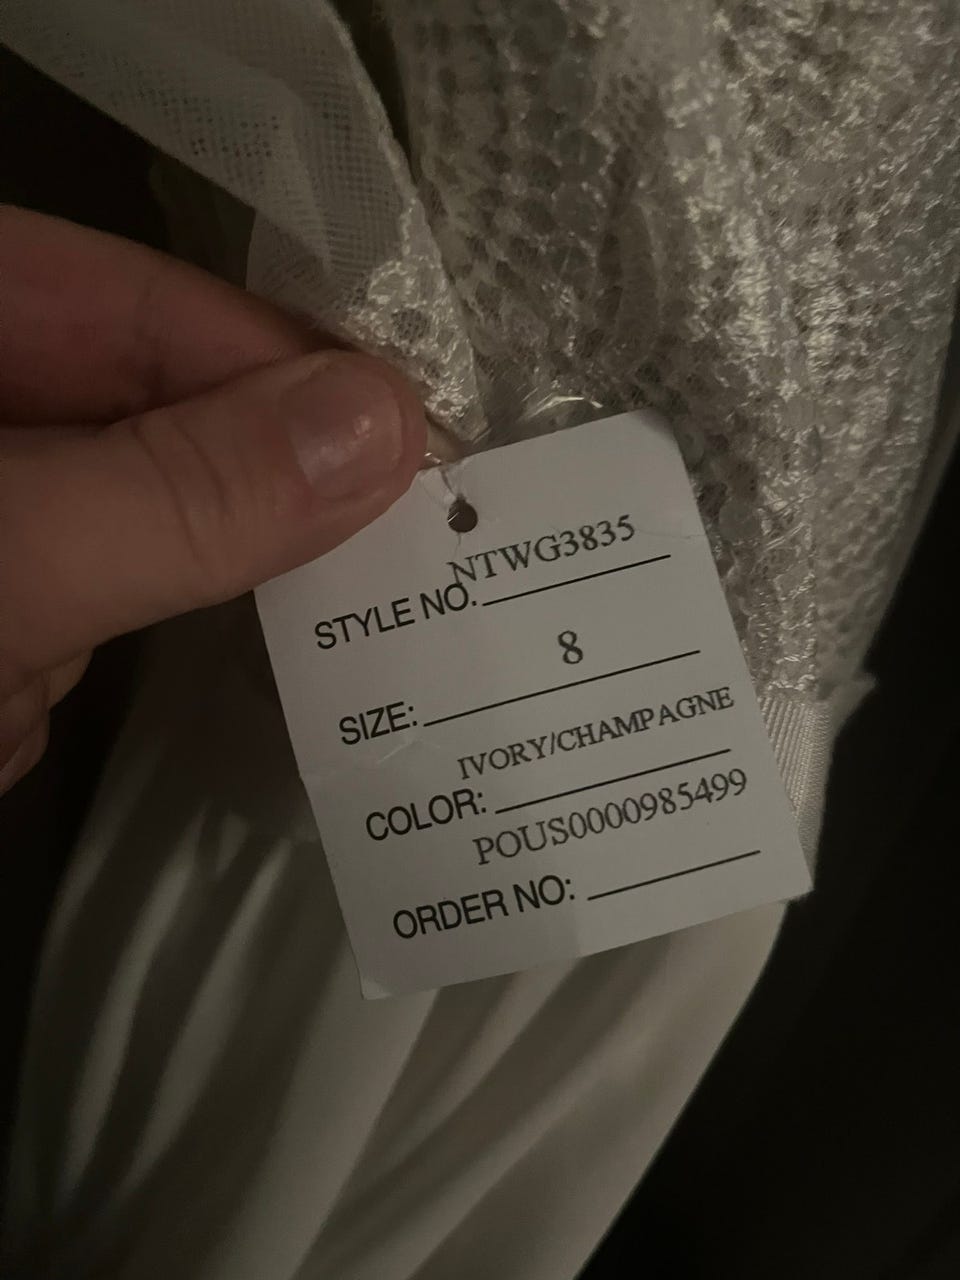 NTWG3835
STYLE NO.
8
SIZE:
IVORY/CHAMPAGNE
COLOR:
POUS0000985499
ORDER NO: